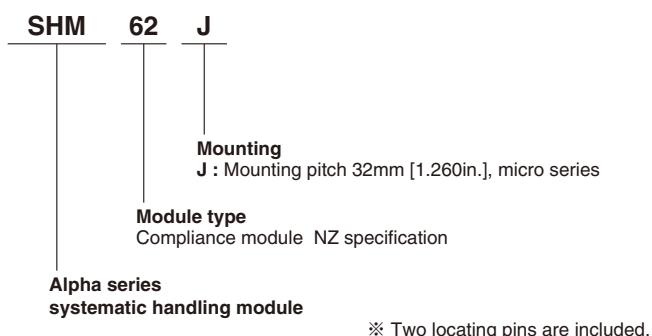 SHM 62 J
Mounting
J : Mounting pitch 32mm [1.260in.], micro series
Module type
Compliance module NZ specification
Alpha series
systematic handling module
※ Two locating pins are included.